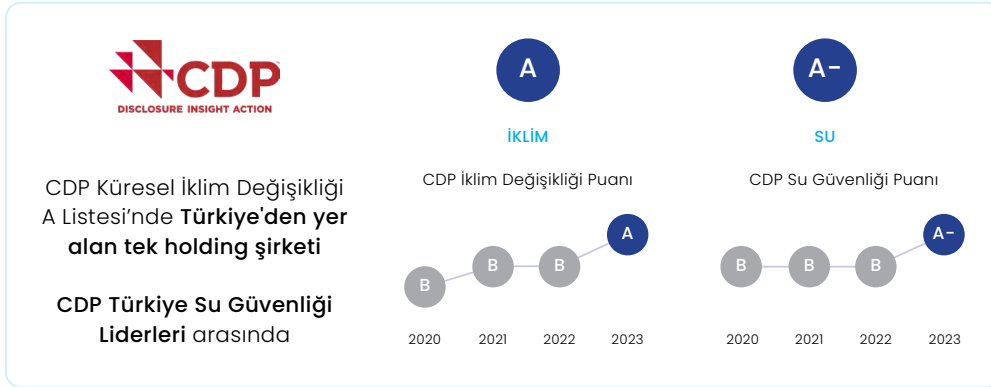 CDP
DISCLOSURE INSIGHT ACTION
CDP Küresel İklim Değişikliği
A Listesi’nde Türkiye'den yer
alan tek holding şirketi
CDP Türkiye Su Güvenliği
Liderleri arasında
A
İKLİM
CDP İklim Değişikliği Puanı
B
B
B
A
2020
2021
2022
2023
A-
SU
CDP Su Güvenliği Puanı
B
B
B
A-
2020
2021
2022
2023